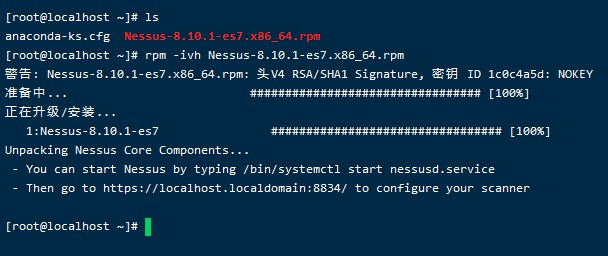 [root@localhost ~]# ls
anaconda-ks.cfg  Nessus-8.10.1-es7.x86_64.rpm
[root@localhost ~]# rpm -ivh Nessus-8.10.1-es7.x86_64.rpm
警告: Nessus-8.10.1-es7.x86_64.rpm: 头V4 RSA/SHA1 Signature, 密钥 ID 1c0c4a5d: NOKEY
准备中...                          ################################# [100%]
正在升级/安装...
   1:Nessus-8.10.1-es7                ################################# [100%]
Unpacking Nessus Core Components...
 - You can start Nessus by typing /bin/systemctl start nessusd.service
 - Then go to https://localhost.localdomain:8834/ to configure your scanner
[root@localhost ~]#